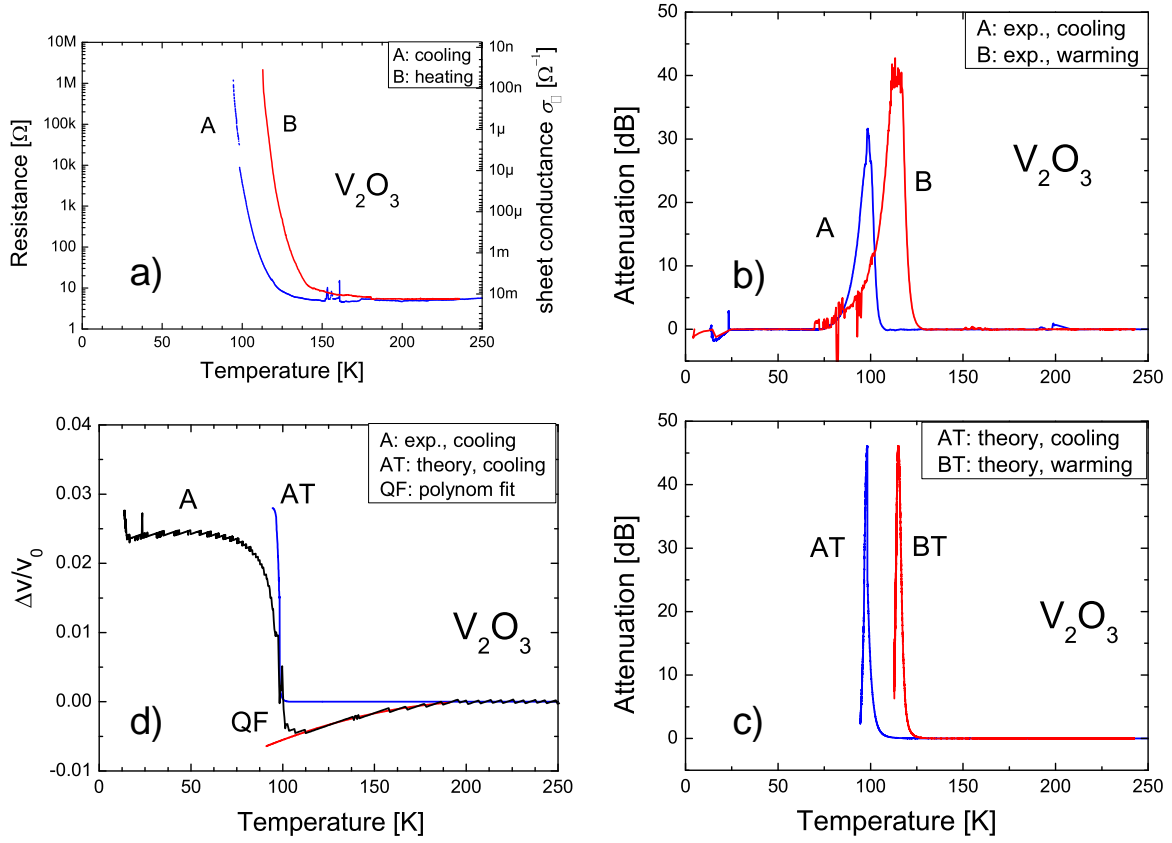 A: cooling
B: heating
10M
1M
100k
10k
1k
100
10
1
10n
100n
1µ
10µ
100µ
1m
10m
Resistance [Ω]
sheet conductance σ□ [Ω⁻¹]
A
B
V₂O₃
a)
0 50 100 150 200 250
Temperature [K]
A: exp., cooling
B: exp., warming
50
40
30
20
10
0
Attenuation [dB]
A
B
V₂O₃
b)
0 50 100 150 200 250
Temperature [K]
A: exp., cooling
AT: theory, cooling
QF: polynom fit
0.04
0.03
0.02
0.01
0.00
-0.01
Δv/v₀
A
AT
QF
V₂O₃
d)
0 50 100 150 200 250
Temperature [K]
AT: theory, cooling
BT: theory, warming
50
40
30
20
10
0
Attenuation [dB]
AT
BT
V₂O₃
c)
0 50 100 150 200 250
Temperature [K]